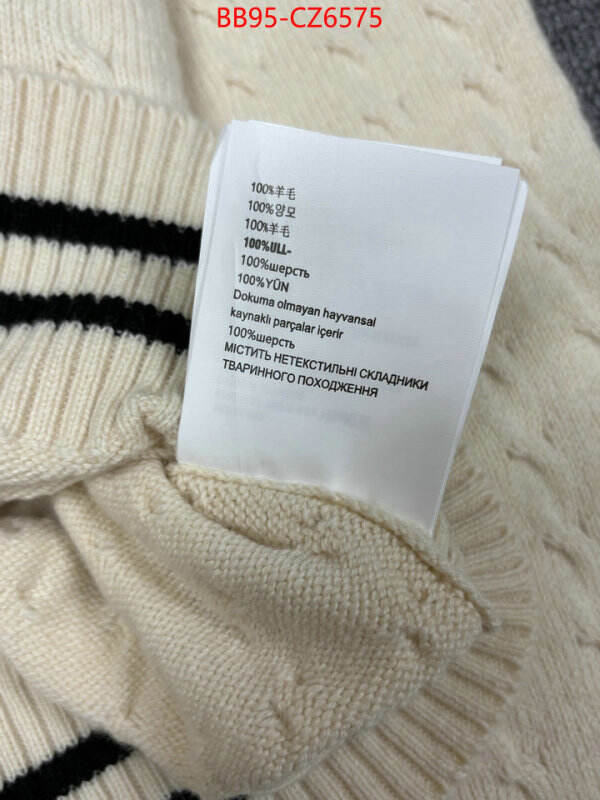 BB95-CZ6575
100%羊毛
100%양모
100%羊毛
100%ULL-
100%шерсть
100%YÜN
Dokuma olmayan hayvansal
kaynaklı parçalar içerir
100%шерсть
МІСТИТЬ НЕТЕКСТИЛЬНІ СКЛАДНИКИ
ТВАРИННОГО ПОХОДЖЕННЯ